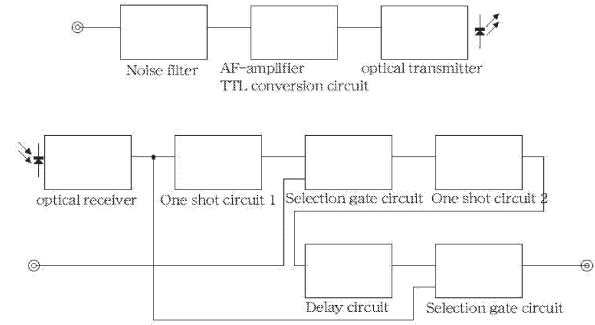 Noise filter
AF-amplifier
TTL conversion circuit
optical transmitter
optical receiver
One shot circuit 1
Selection gate circuit
One shot circuit 2
Delay circuit
Selection gate circuit